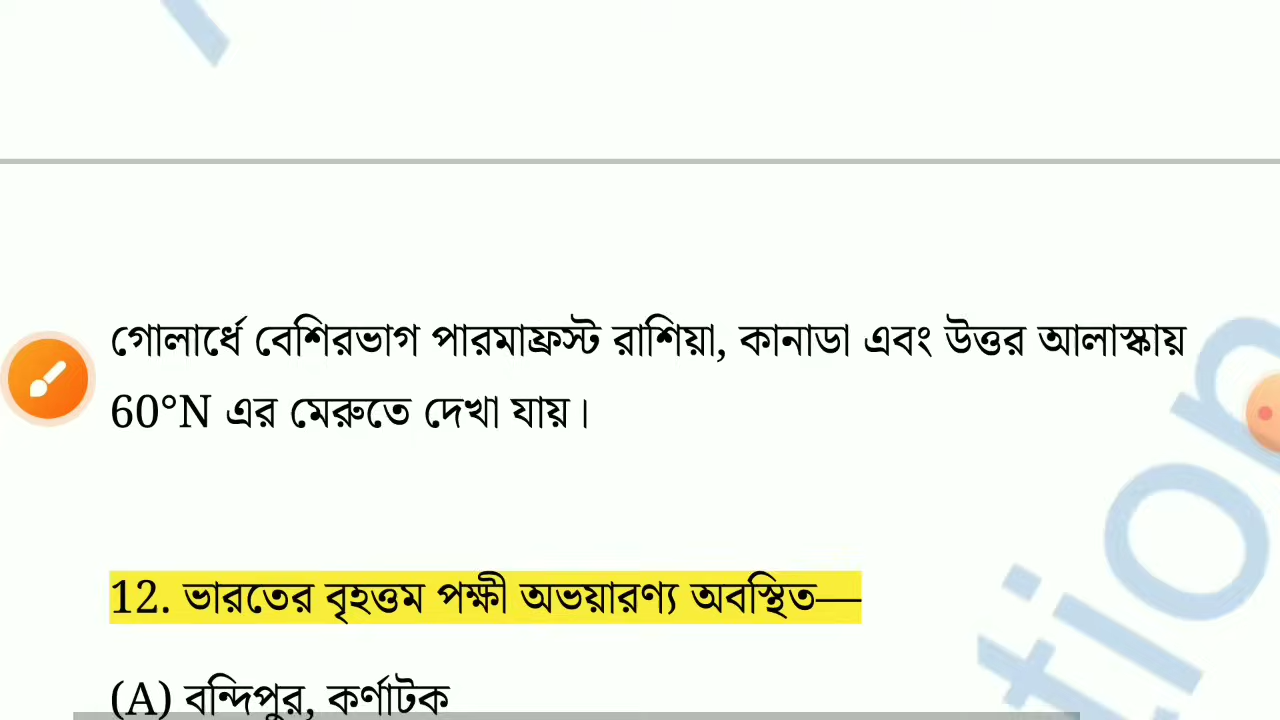 গোলার্ধে বেশিরভাগ পারমাফ্রস্ট রাশিয়া, কানাডা এবং উত্তর আলাস্কায়
60°N এর মেরুতে দেখা যায়।
12. ভারতের বৃহত্তম পক্ষী অভয়ারণ্য অবস্থিত—
(A) বন্দিপুর, কর্ণাটক
tion